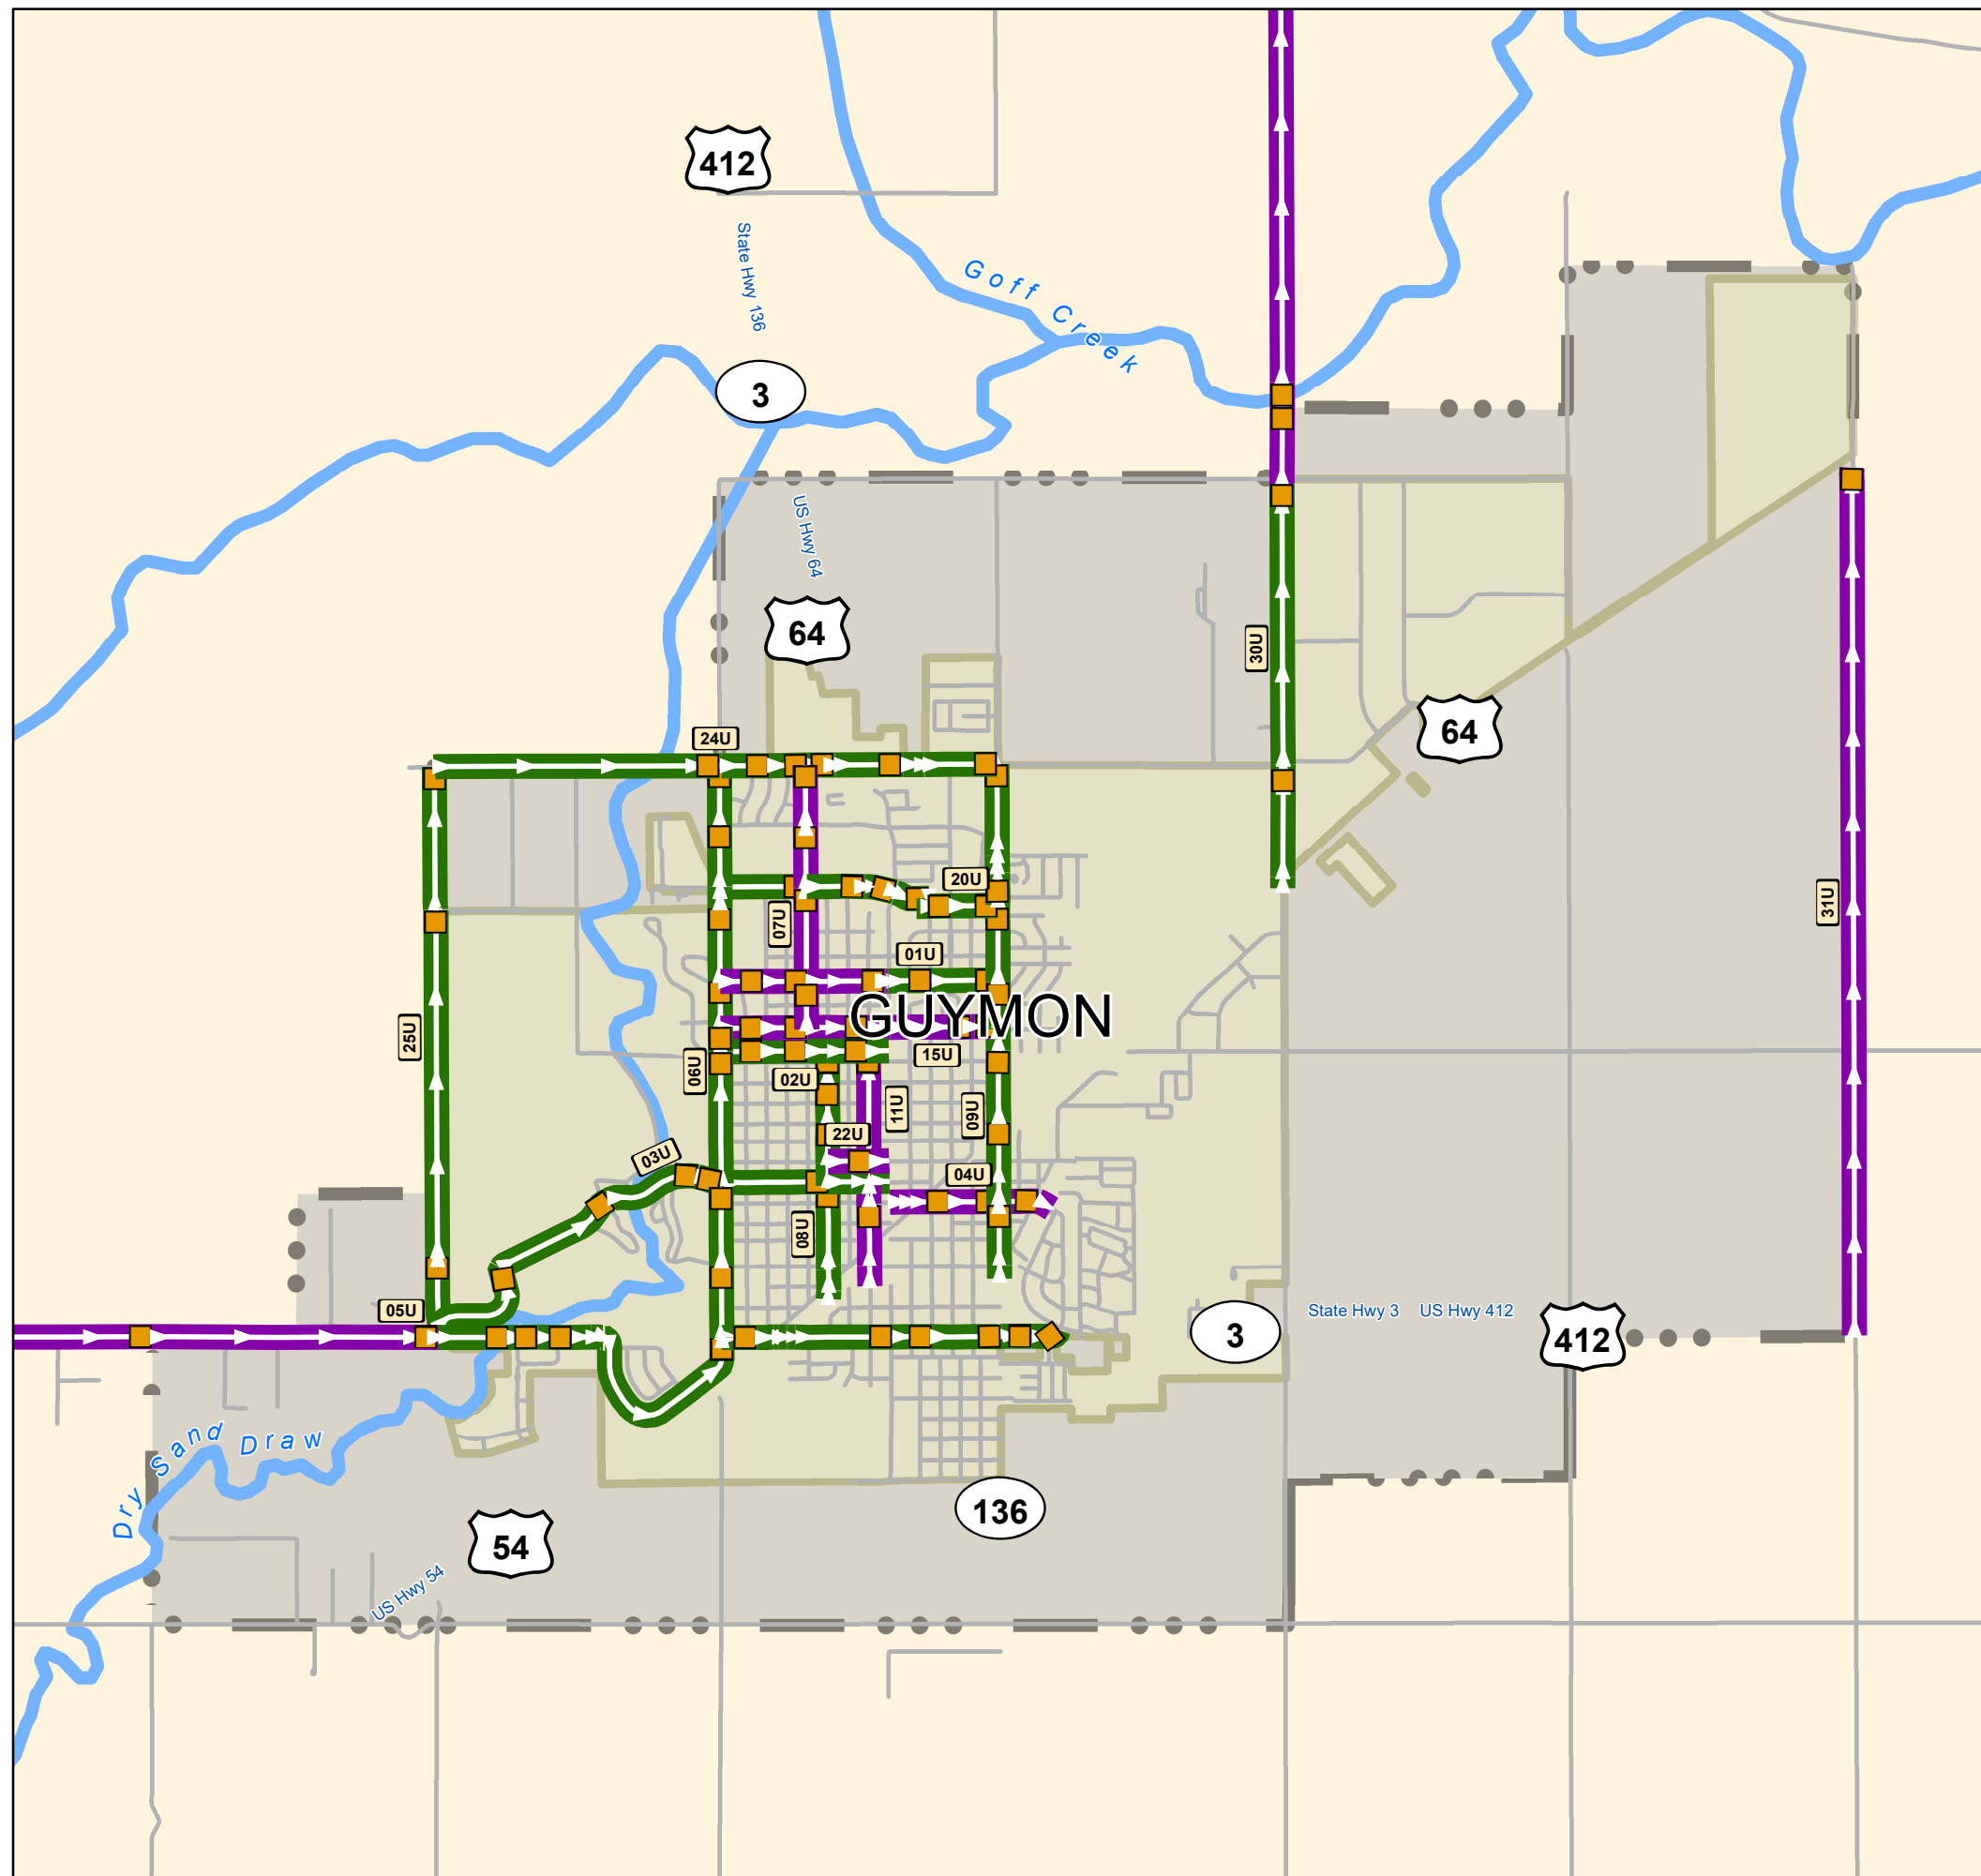 412
State Hwy 136
Goff Creek
3
US Hwy 64
64
30U
64
24U
20U
31U
07U
01U
GUYMON
25U
15U
06U
02U
11U
09U
22U
03U
04U
08U
05U
State Hwy 3 US Hwy 412
3
412
Dry Sand Draw
136
54
US Hwy 54